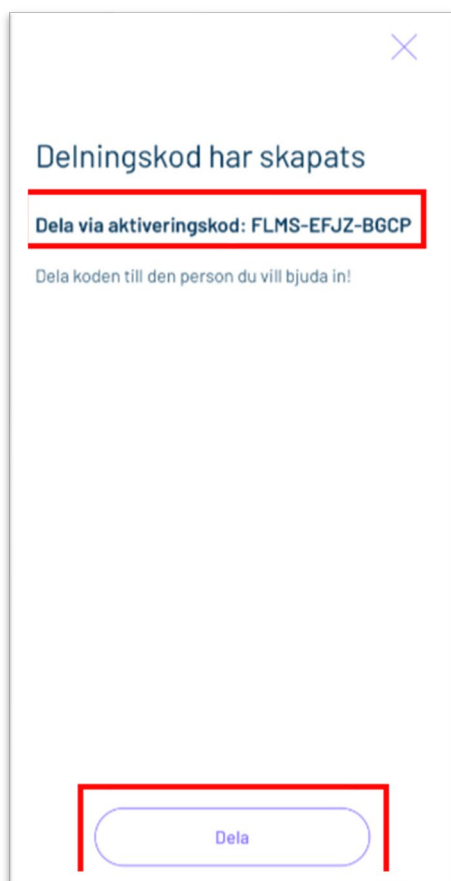 Delningskod har skapats
Dela via aktiveringskod: FLMS-EFJZ-BGCP
Dela koden till den person du vill bjuda in!
Dela